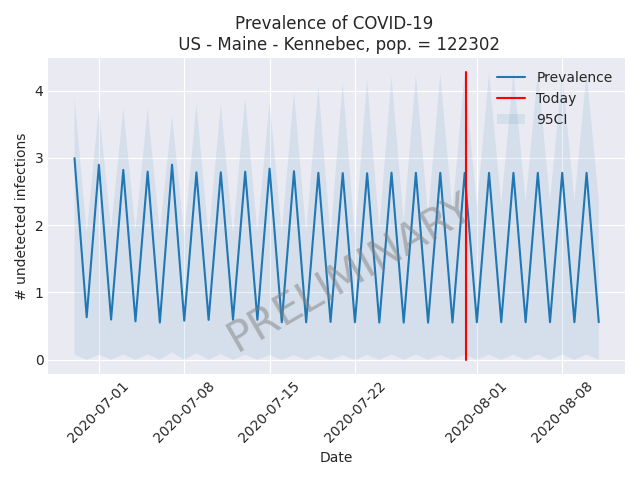 Prevalence of COVID-19
US - Maine - Kennebec, pop. = 122302
Prevalence
Today
95CI
# undetected infections
4
3
2
1
0
PRELIMINARY
2020-07-01
2020-07-08
2020-07-15
2020-07-22
2020-08-01
2020-08-08
Date